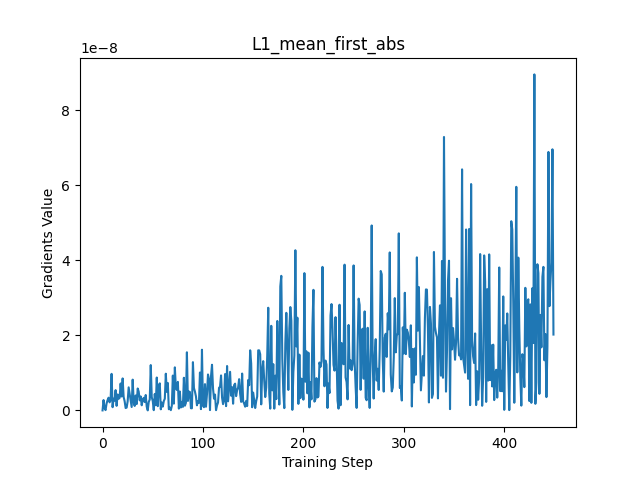 L1_mean_first_abs
1e−8
8
6
4
2
0
Gradients Value
0 100 200 300 400
Training Step